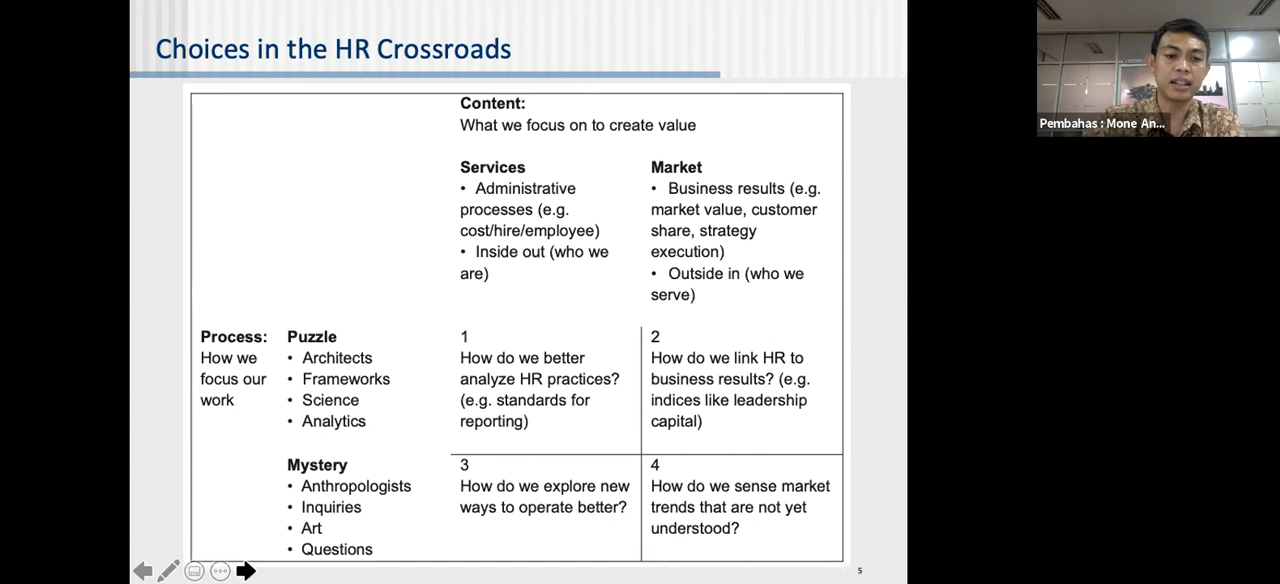 Choices in the HR Crossroads
Content:
What we focus on to create value
Services
• Administrative
processes (e.g.
cost/hire/employee)
• Inside out (who we
are)
Market
• Business results (e.g.
market value, customer
share, strategy
execution)
• Outside in (who we
serve)
Process:
How we
focus our
work
Puzzle
• Architects
• Frameworks
• Science
• Analytics
1
How do we better
analyze HR practices?
(e.g. standards for
reporting)
2
How do we link HR to
business results? (e.g.
indices like leadership
capital)
Mystery
• Anthropologists
• Inquiries
• Art
• Questions
3
How do we explore new
ways to operate better?
4
How do we sense market
trends that are not yet
understood?
5
Pembahas : Mone An...